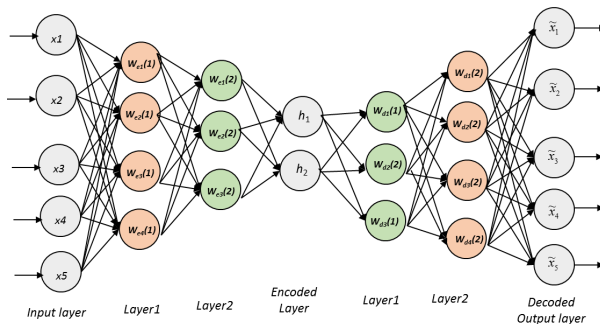 x1
x2
x3
x4
x5
We1(1)
We2(1)
We3(1)
We4(1)
We1(2)
We2(2)
We3(2)
h1
h2
Wd1(1)
Wd2(2)
Wd3(1)
Wd1(2)
Wd2(2)
Wd3(2)
Wd4(2)
x̃1
x̃2
x̃3
x̃4
x̃5
Input layer
Layer1
Layer2
Encoded
Layer
Layer1
Layer2
Decoded
Output layer